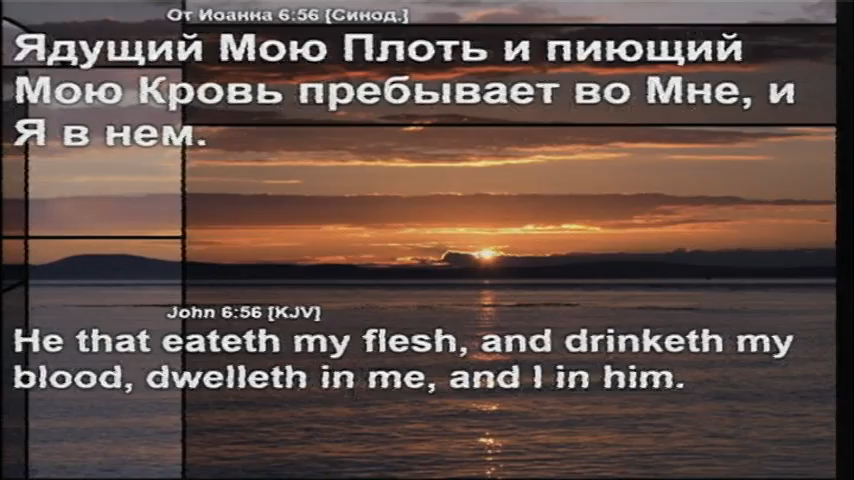 От Иоанна 6:56 [Синод.]
Ядущий Мою Плоть и пиющий
Мою Кровь пребывает во Мне, и
Я в нем.
John 6:56 [KJV]
He that eateth my flesh, and drinketh my
blood, dwelleth in me, and I in him.